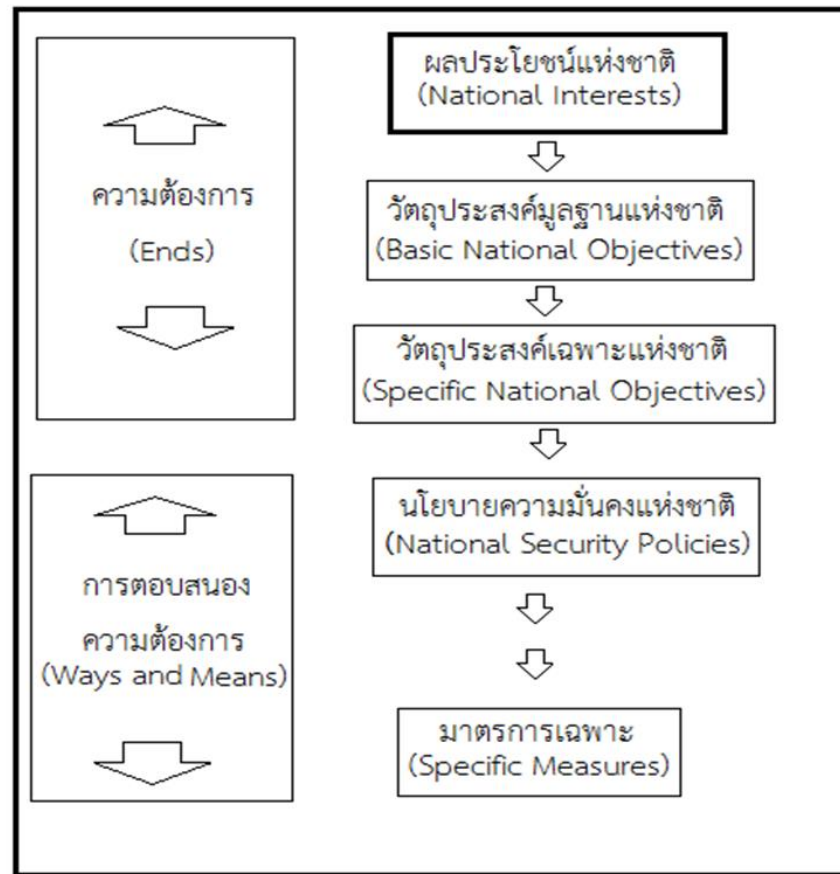 ความต้องการ
(Ends)
การตอบสนอง
ความต้องการ
(Ways and Means)
ผลประโยชน์แห่งชาติ
(National Interests)
วัตถุประสงค์มูลฐานแห่งชาติ
(Basic National Objectives)
วัตถุประสงค์เฉพาะแห่งชาติ
(Specific National Objectives)
นโยบายความมั่นคงแห่งชาติ
(National Security Policies)
มาตรการเฉพาะ
(Specific Measures)